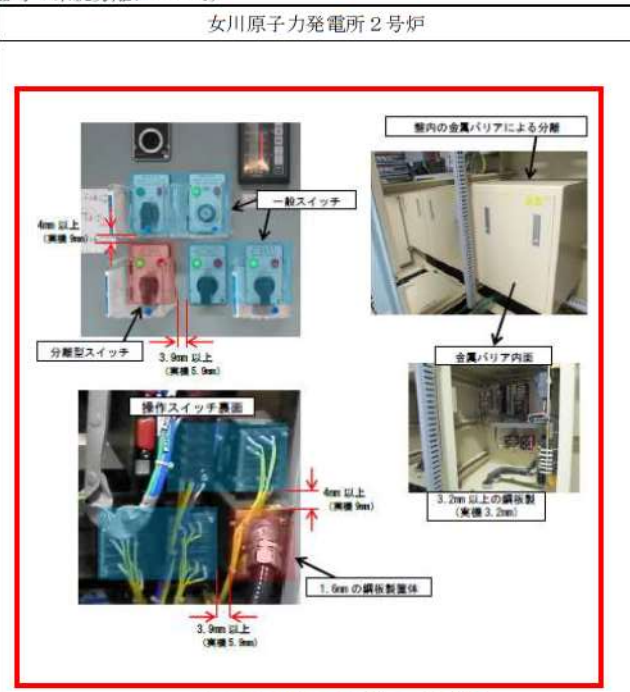 女川原子力発電所２号炉
盤内の金属バリアによる分離
一般スイッチ
4mm 以上
(実機 9mm)
分離型スイッチ
3.9mm 以上
(実機 5.9mm)
金属バリア内面
操作スイッチ裏面
4mm 以上
(実機 9mm)
3.2mm 以上の鋼板製
(実機 3.2mm)
1.6mm の鋼板製筐体
3.9mm 以上
(実機 5.9mm)